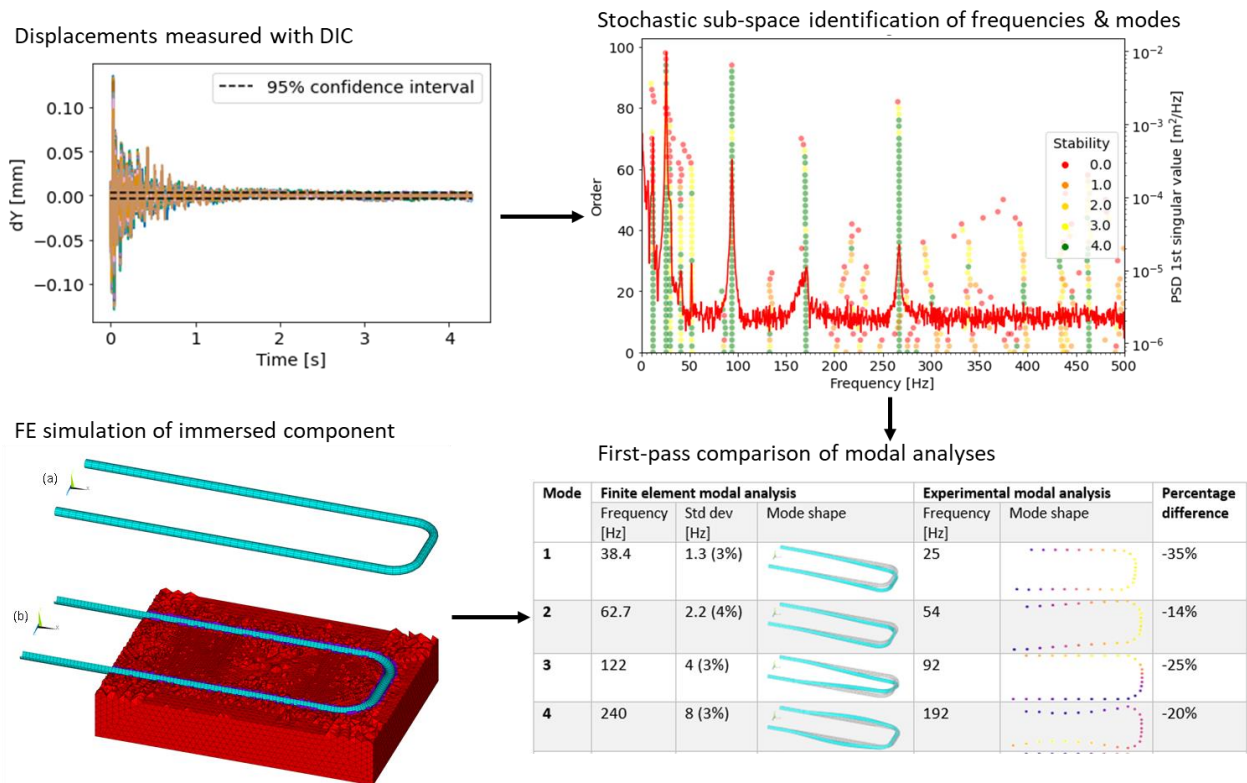 Displacements measured with DIC
Stochastic sub-space identification of frequencies & modes
0.10
0.05
0.00
−0.05
−0.10
dY [mm]
95% confidence interval
0
1
2
3
4
Time [s]
100
80
60
40
20
0
Order
Stability
0.0
1.0
2.0
3.0
4.0
10⁻²
10⁻³
10⁻⁴
10⁻⁵
10⁻⁶
PSD 1st singular value [m²/Hz]
0 50 100 150 200 250 300 350 400 450 500
Frequency [Hz]
FE simulation of immersed component
(a)
(b)
First-pass comparison of modal analyses
Mode Finite element modal analysis Experimental modal analysis Percentage difference
Frequency [Hz] Std dev [Hz] Mode shape Frequency [Hz] Mode shape
1 38.4 1.3 (3%) 25 -35%
2 62.7 2.2 (4%) 54 -14%
3 122 4 (3%) 92 -25%
4 240 8 (3%) 192 -20%